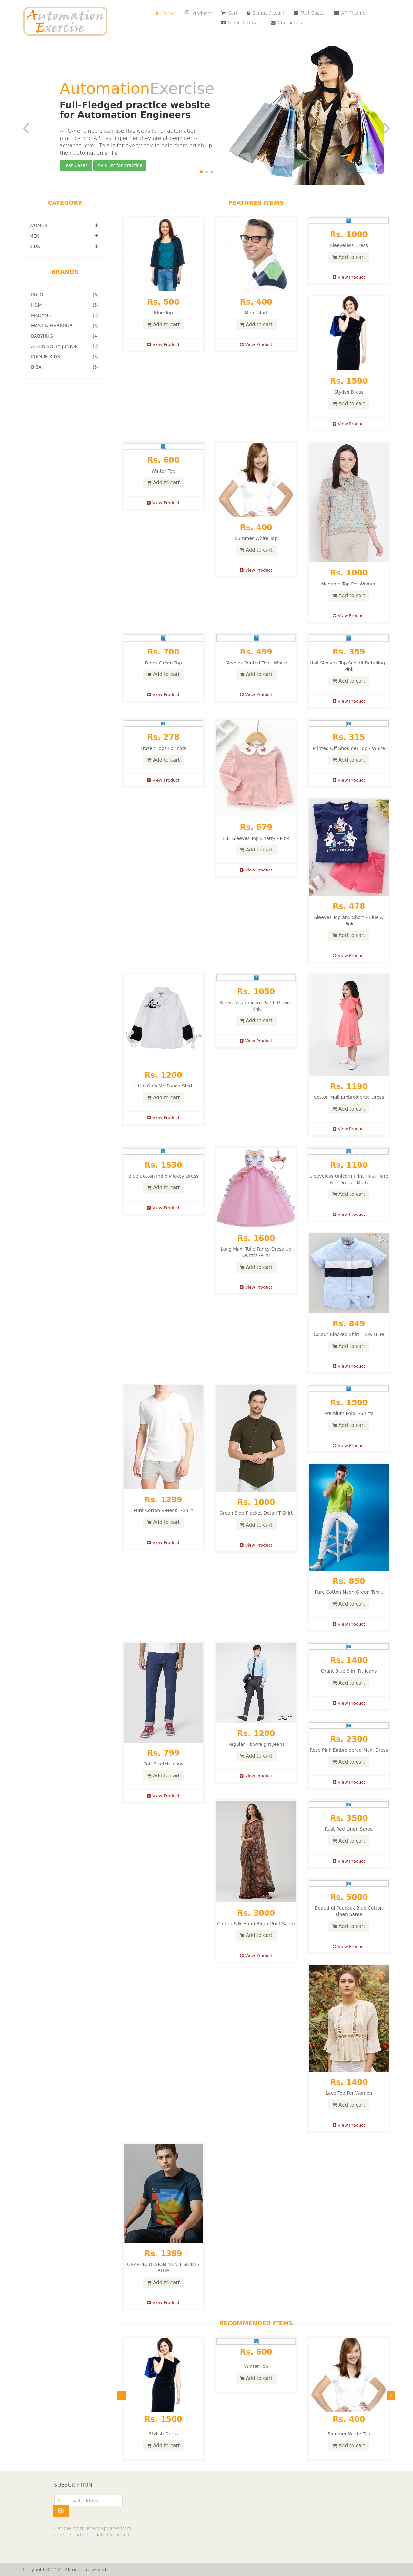 Automation
Exercise
Home
Products
Cart
Signup / Login
Test Cases
API Testing
Video Tutorials
Contact us
AutomationExercise
Full-Fledged practice website
for Automation Engineers
All QA engineers can use this website for automation
practice and API testing either they are at beginner or
advance level. This is for everybody to help them brush up
their automation skills.
Test Cases
APIs list for practice
CATEGORY
WOMEN
MEN
KIDS
BRANDS
POLO (6)
H&M (5)
MADAME (5)
MAST & HARBOUR (3)
BABYHUG (4)
ALLEN SOLLY JUNIOR (3)
KOOKIE KIDS (3)
BIBA (5)
FEATURES ITEMS
Rs. 500
Blue Top
Add to cart
View Product
Rs. 400
Men Tshirt
Add to cart
View Product
Rs. 1000
Sleeveless Dress
Add to cart
View Product
Rs. 1500
Stylish Dress
Add to cart
View Product
Rs. 600
Winter Top
Add to cart
View Product
Rs. 400
Summer White Top
Add to cart
View Product
Rs. 1000
Madame Top For Women
Add to cart
View Product
Rs. 700
Fancy Green Top
Add to cart
View Product
Rs. 499
Sleeves Printed Top - White
Add to cart
View Product
Rs. 359
Half Sleeves Top Schiffli Detailing -
Pink
Add to cart
View Product
Rs. 278
Frozen Tops For Kids
Add to cart
View Product
Rs. 679
Full Sleeves Top Cherry - Pink
Add to cart
View Product
Rs. 315
Printed Off Shoulder Top - White
Add to cart
View Product
Rs. 478
Sleeves Top and Short - Blue &
Pink
Add to cart
View Product
Rs. 1200
Little Girls Mr. Panda Shirt
Add to cart
View Product
Rs. 1050
Sleeveless Unicorn Patch Gown -
Pink
Add to cart
View Product
Rs. 1190
Cotton Mull Embroidered Dress
Add to cart
View Product
Rs. 1530
Blue Cotton Indie Mickey Dress
Add to cart
View Product
Rs. 1600
Long Maxi Tulle Fancy Dress Up
Outfits -Pink
Add to cart
View Product
Rs. 1100
Sleeveless Unicorn Print Fit & Flare
Net Dress - Multi
Add to cart
View Product
Rs. 849
Colour Blocked Shirt – Sky Blue
Add to cart
View Product
Rs. 1299
Pure Cotton V-Neck T-Shirt
Add to cart
View Product
Rs. 1000
Green Side Placket Detail T-Shirt
Add to cart
View Product
Rs. 1500
Premium Polo T-Shirts
Add to cart
View Product
Rs. 850
Pure Cotton Neon Green Tshirt
Add to cart
View Product
Rs. 799
Soft Stretch Jeans
Add to cart
View Product
Rs. 1200
Regular Fit Straight Jeans
Add to cart
View Product
Rs. 1400
Grunt Blue Slim Fit Jeans
Add to cart
View Product
Rs. 2300
Rose Pink Embroidered Maxi Dress
Add to cart
View Product
Rs. 3000
Cotton Silk Hand Block Print Saree
Add to cart
View Product
Rs. 3500
Rust Red Linen Saree
Add to cart
View Product
Rs. 5000
Beautiful Peacock Blue Cotton
Linen Saree
Add to cart
View Product
Rs. 1400
Lace Top For Women
Add to cart
View Product
Rs. 1389
GRAPHIC DESIGN MEN T SHIRT -
BLUE
Add to cart
View Product
RECOMMENDED ITEMS
Rs. 1500
Stylish Dress
Add to cart
Rs. 600
Winter Top
Add to cart
Rs. 400
Summer White Top
Add to cart
SUBSCRIPTION
Your email address
Get the most recent updates from
our site and be updated your self...
Copyright © 2021 All rights reserved